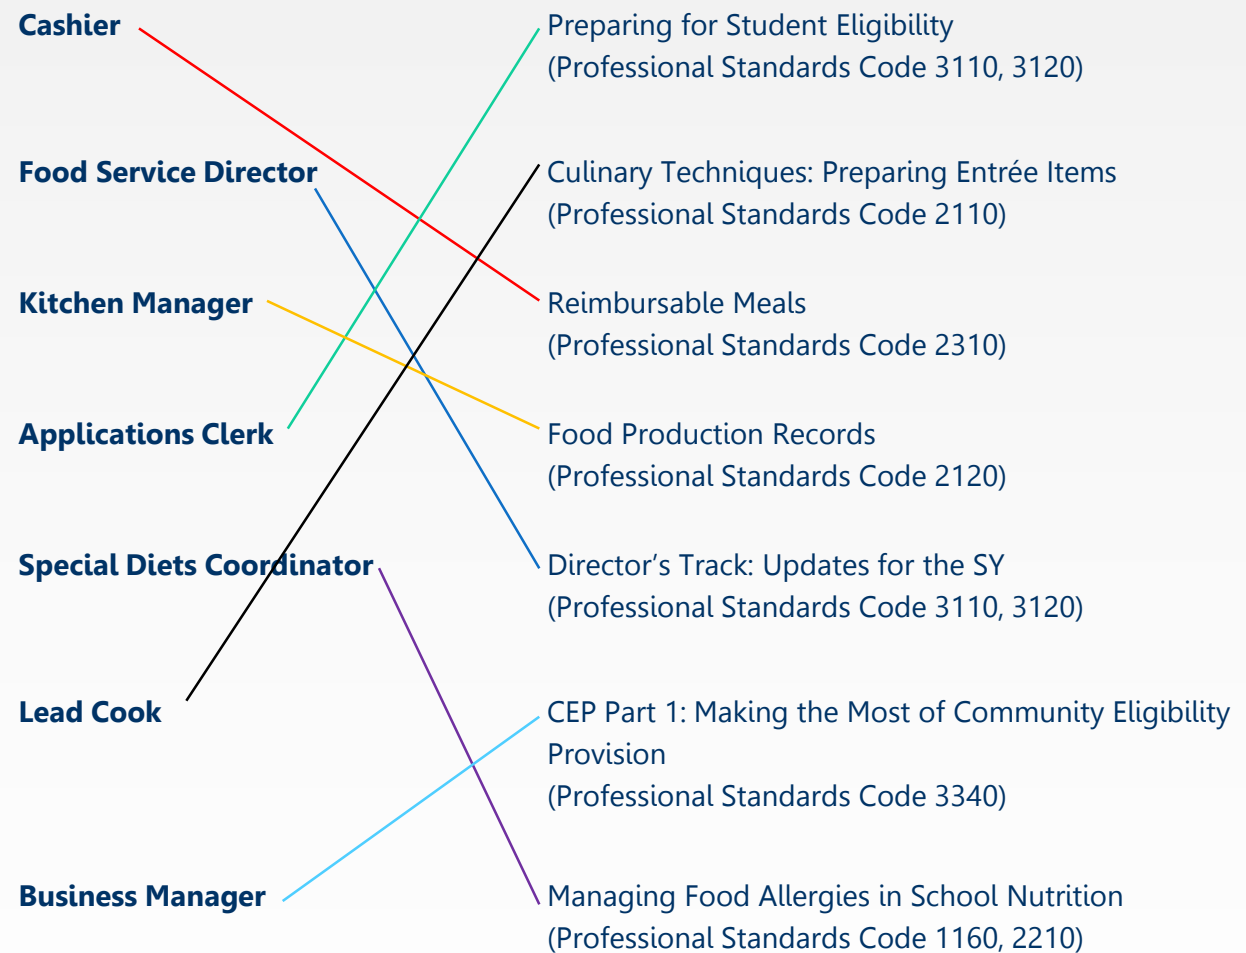 Cashier
Preparing for Student Eligibility
(Professional Standards Code 3110, 3120)
Food Service Director
Culinary Techniques: Preparing Entrée Items
(Professional Standards Code 2110)
Kitchen Manager
Reimbursable Meals
(Professional Standards Code 2310)
Applications Clerk
Food Production Records
(Professional Standards Code 2120)
Special Diets Coordinator
Director’s Track: Updates for the SY
(Professional Standards Code 3110, 3120)
Lead Cook
CEP Part 1: Making the Most of Community Eligibility
Provision
(Professional Standards Code 3340)
Business Manager
Managing Food Allergies in School Nutrition
(Professional Standards Code 1160, 2210)